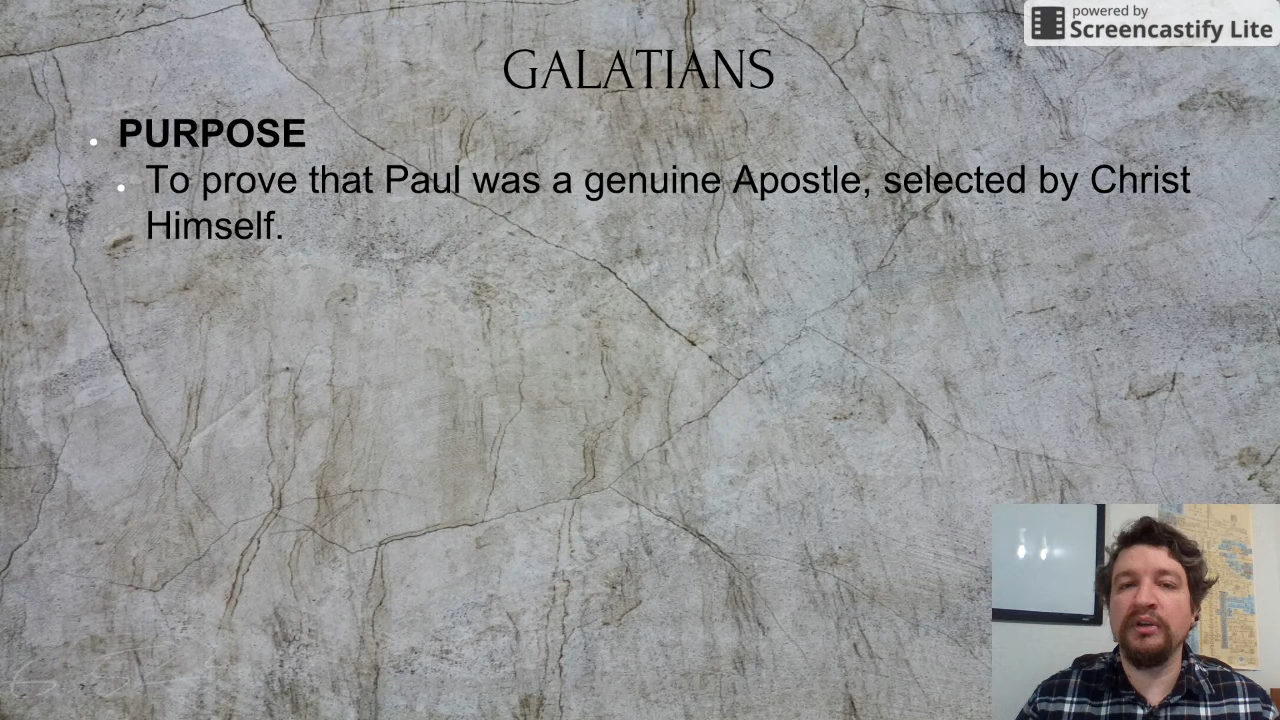 powered by
Screencastify Lite
GALATIANS
PURPOSE
To prove that Paul was a genuine Apostle, selected by Christ
Himself.